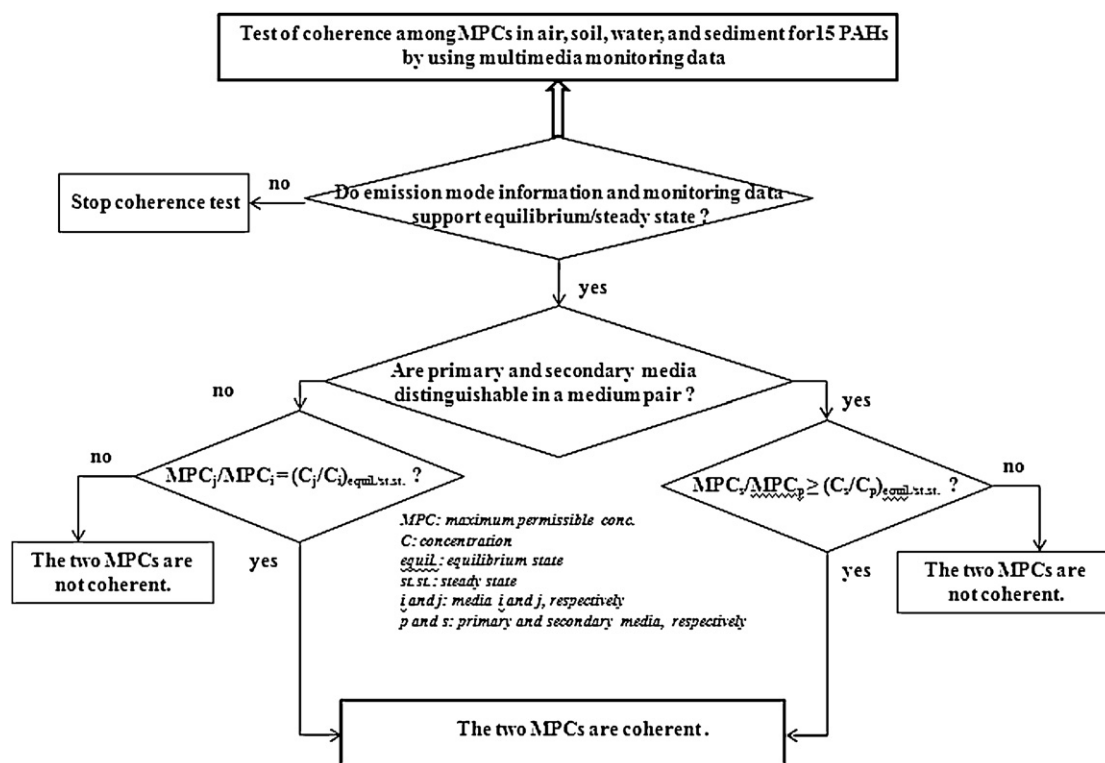 Test of coherence among MPCs in air, soil, water, and sediment for 15 PAHs
by using multimedia monitoring data
no
Stop coherence test
Do emission mode information and monitoring data
support equilibrium/steady state ?
yes
Are primary and secondary media
distinguishable in a medium pair ?
no
yes
no
MPCj/MPCi = (Cj/Ci)equil./st.st. ?
MPCs/MPCp ≥ (Cs/Cp)equil./st.st. ?
no
The two MPCs are
not coherent.
yes
MPC: maximum permissible conc.
C: concentration
equil.: equilibrium state
st.st.: steady state
i and j: media i and j, respectively
p and s: primary and secondary media, respectively
yes
The two MPCs are
not coherent.
The two MPCs are coherent .